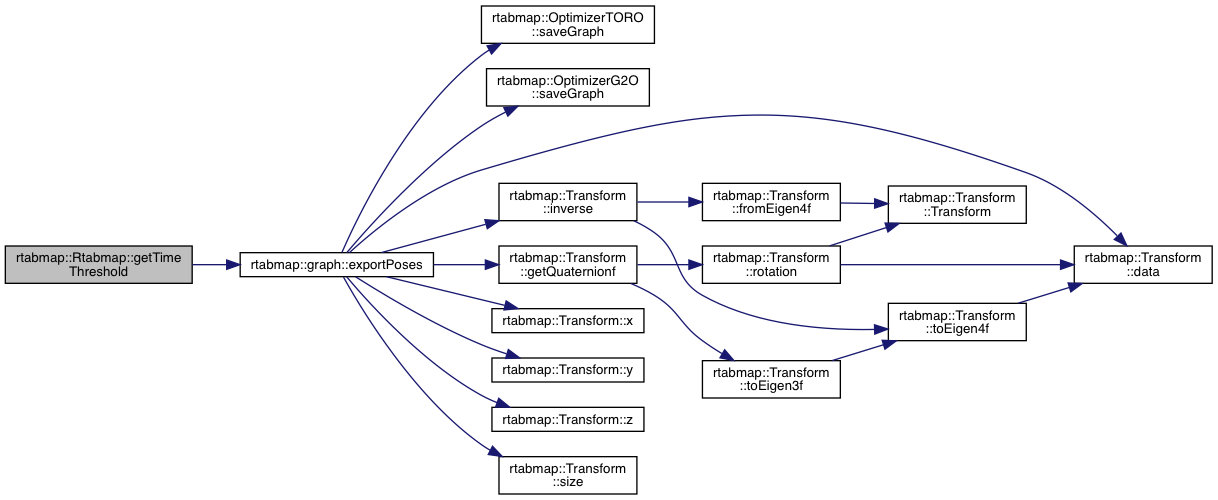 rtabmap::OptimizerTORO
::saveGraph
rtabmap::OptimizerG2O
::saveGraph
rtabmap::Transform
::inverse
rtabmap::Transform
::fromEigen4f
rtabmap::Transform
::Transform
rtabmap::Rtabmap::getTime
Threshold
rtabmap::graph::exportPoses
rtabmap::Transform
::getQuaternionf
rtabmap::Transform
::rotation
rtabmap::Transform
::data
rtabmap::Transform::x
rtabmap::Transform
::toEigen4f
rtabmap::Transform::y
rtabmap::Transform
::toEigen3f
rtabmap::Transform::z
rtabmap::Transform
::size